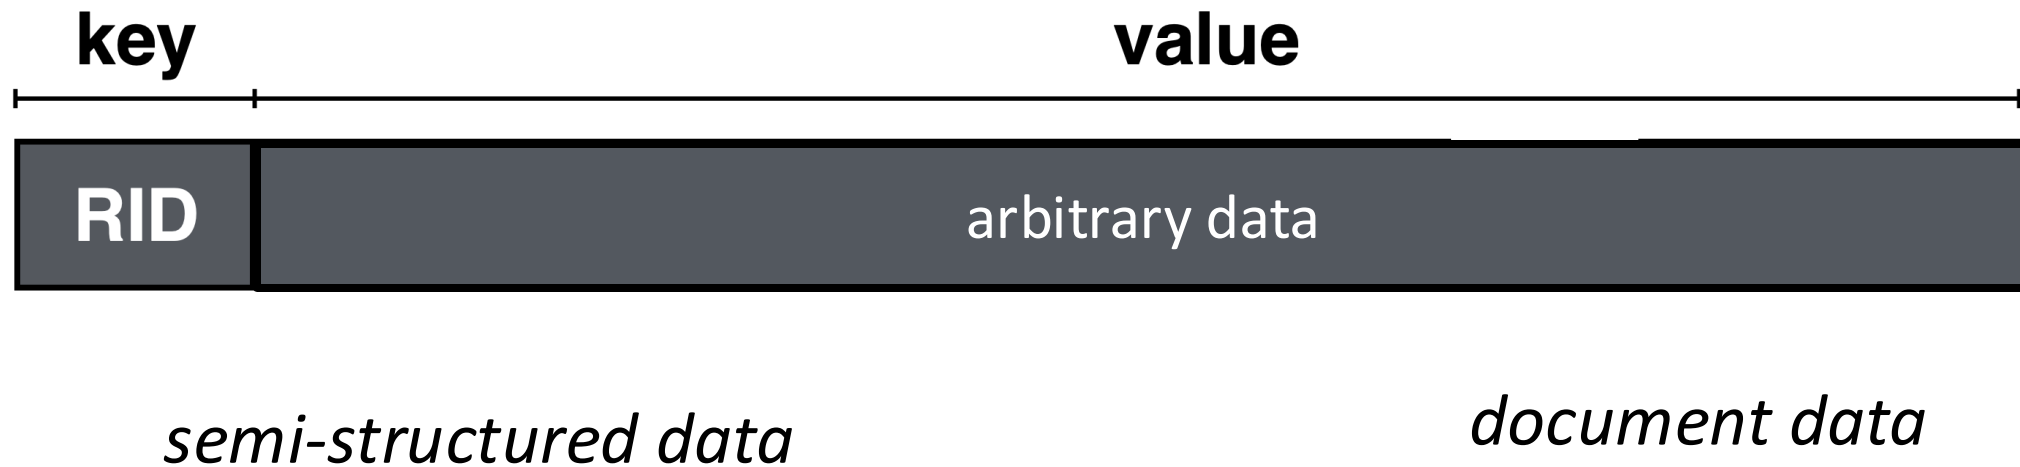 key value
RID arbitrary data
semi-structured data document data